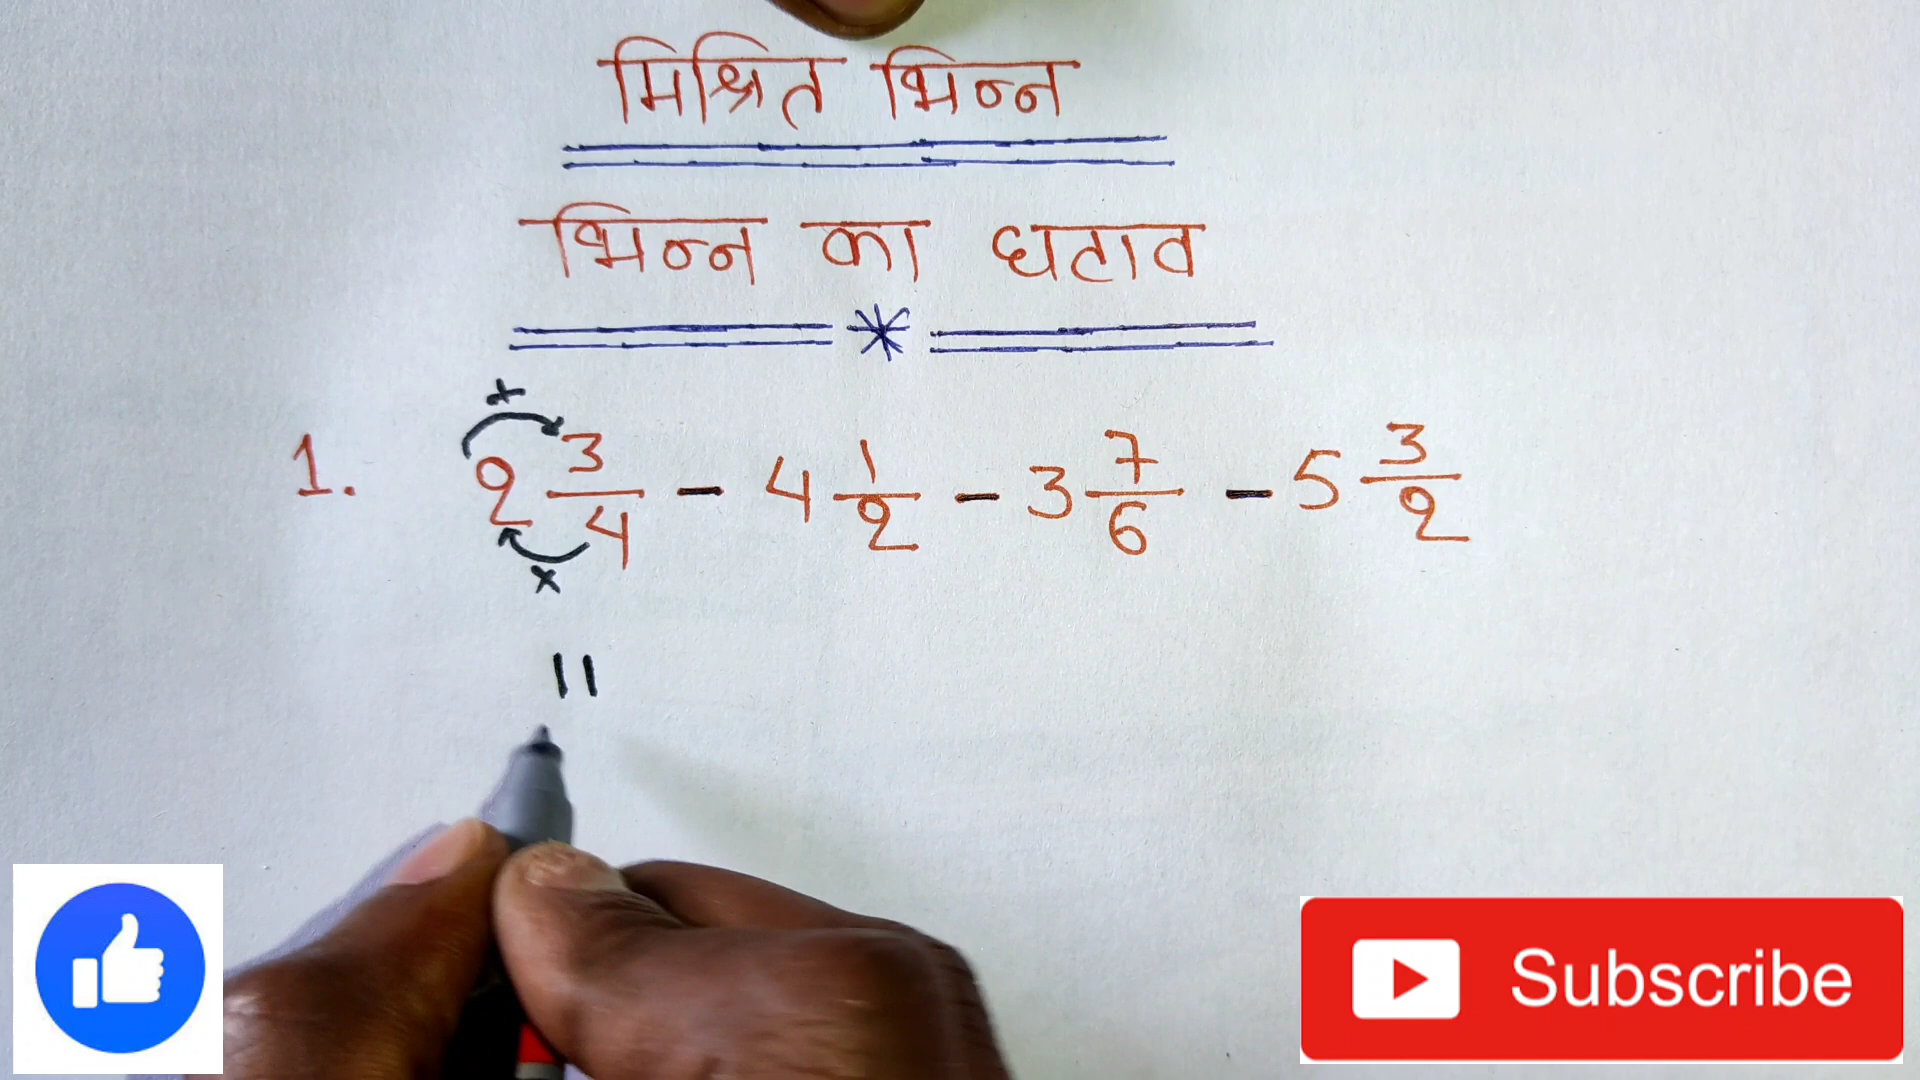 मिश्रित भिन्न
भिन्न का घटाव
*
+
1. 2 3/4 - 4 1/2 - 3 7/6 - 5 3/2
×
11
Subscribe